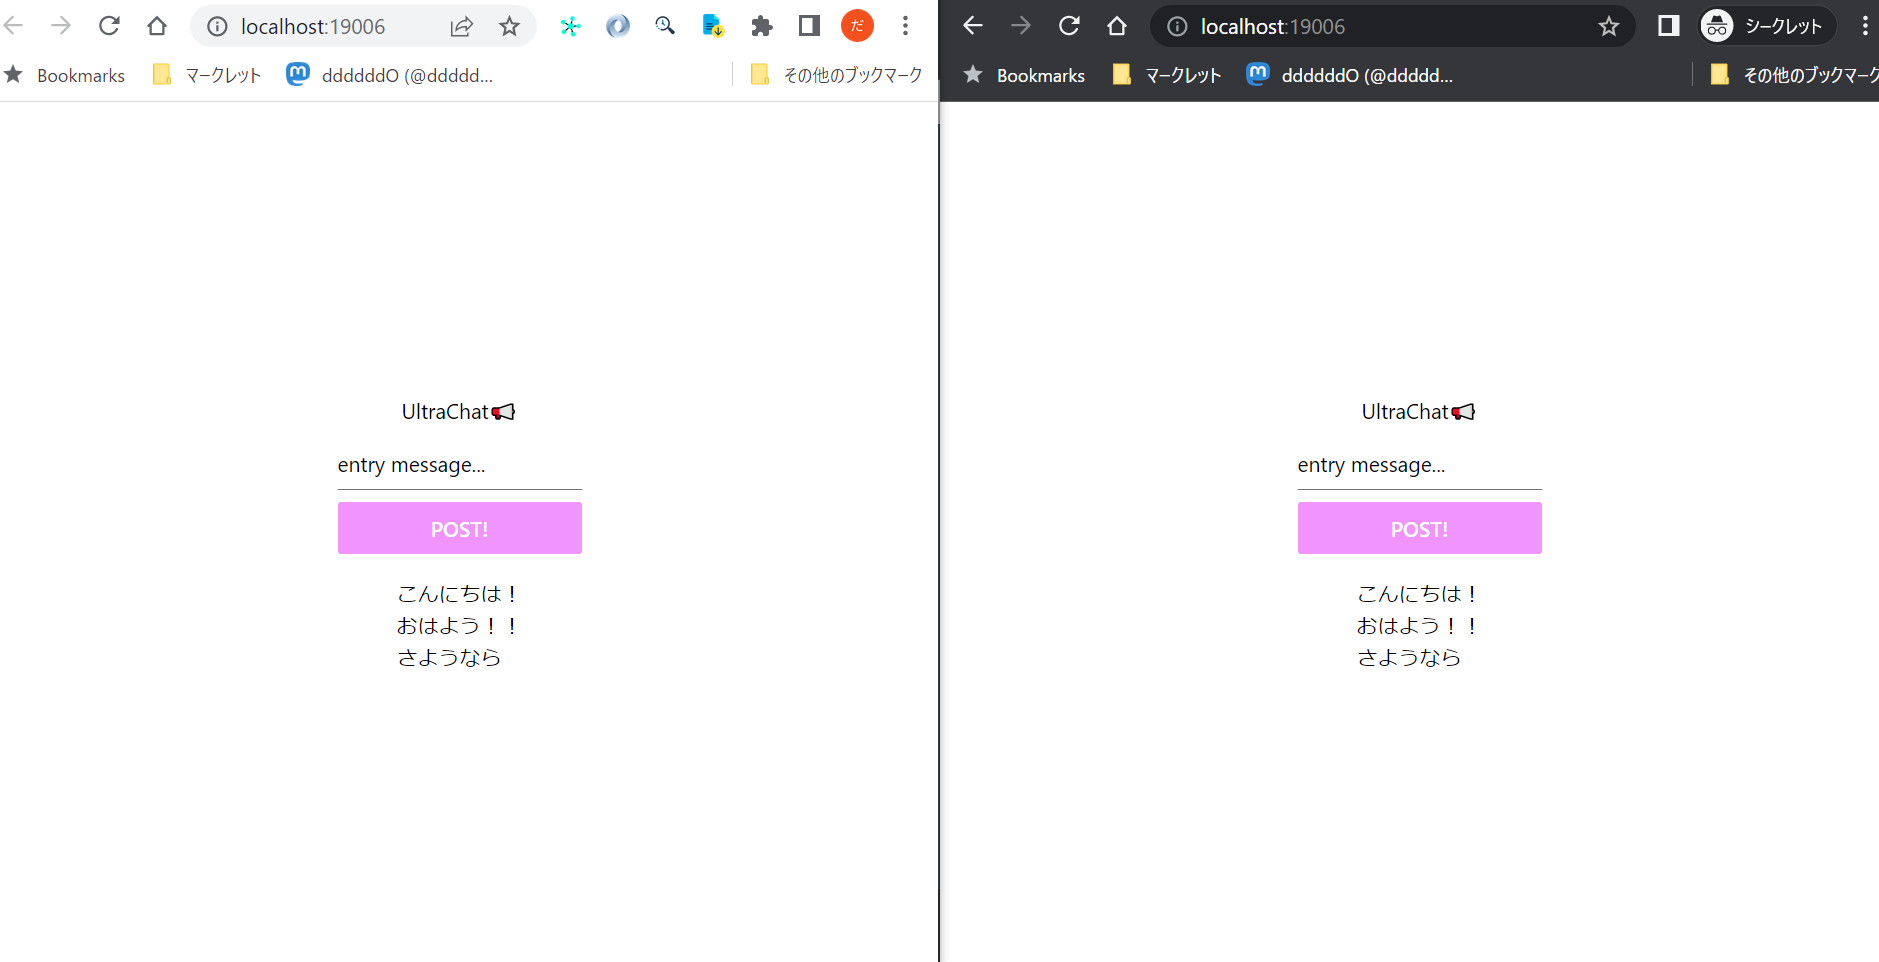 localhost:19006
だ
Bookmarks
マークレット
ddddddO (@ddddd...
その他のブックマーク
UltraChat📢
entry message...
POST!
こんにちは！
おはよう！！
さようなら
localhost:19006
シークレット
Bookmarks
マークレット
ddddddO (@ddddd...
その他のブックマーク
UltraChat📢
entry message...
POST!
こんにちは！
おはよう！！
さようなら